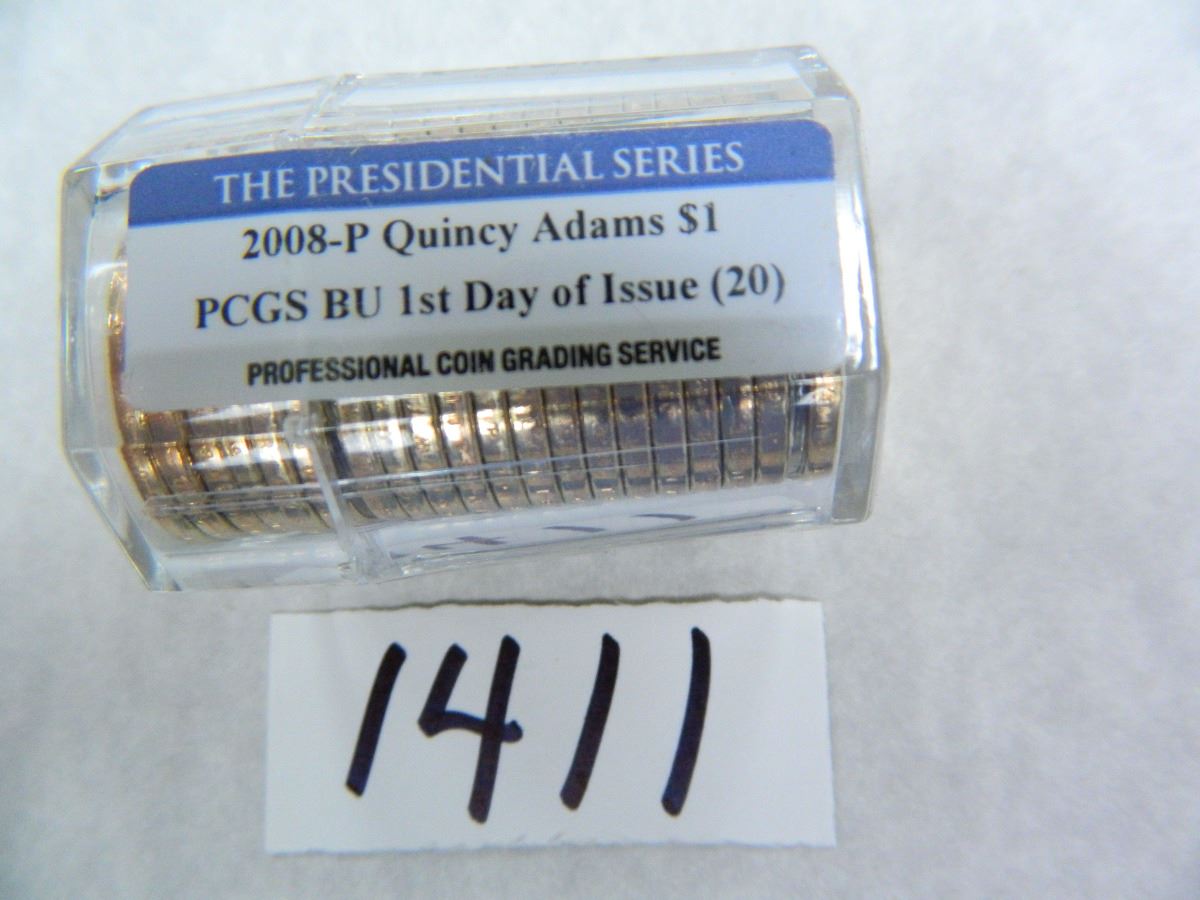 THE PRESIDENTIAL SERIES
2008-P Quincy Adams $1
PCGS BU 1st Day of Issue (20)
PROFESSIONAL COIN GRADING SERVICE
1411